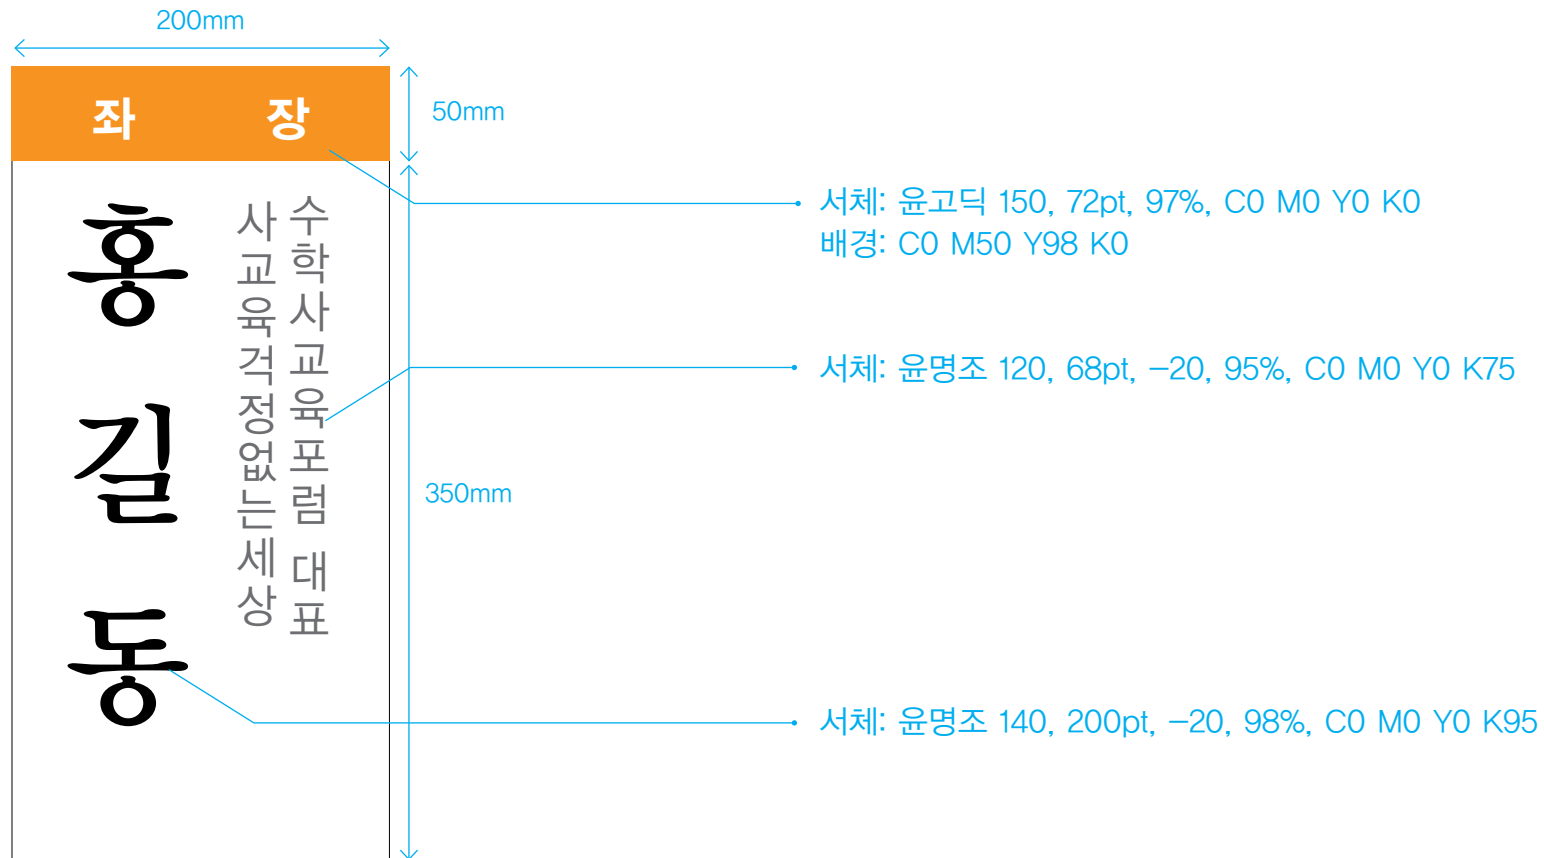 200mm
좌 장
50mm
홍길동
수학사교육포럼 대표
사교육걱정없는세상
서체: 윤고딕 150, 72pt, 97%, C0 M0 Y0 K0
배경: C0 M50 Y98 K0
서체: 윤명조 120, 68pt, -20, 95%, C0 M0 Y0 K75
350mm
서체: 윤명조 140, 200pt, -20, 98%, C0 M0 Y0 K95